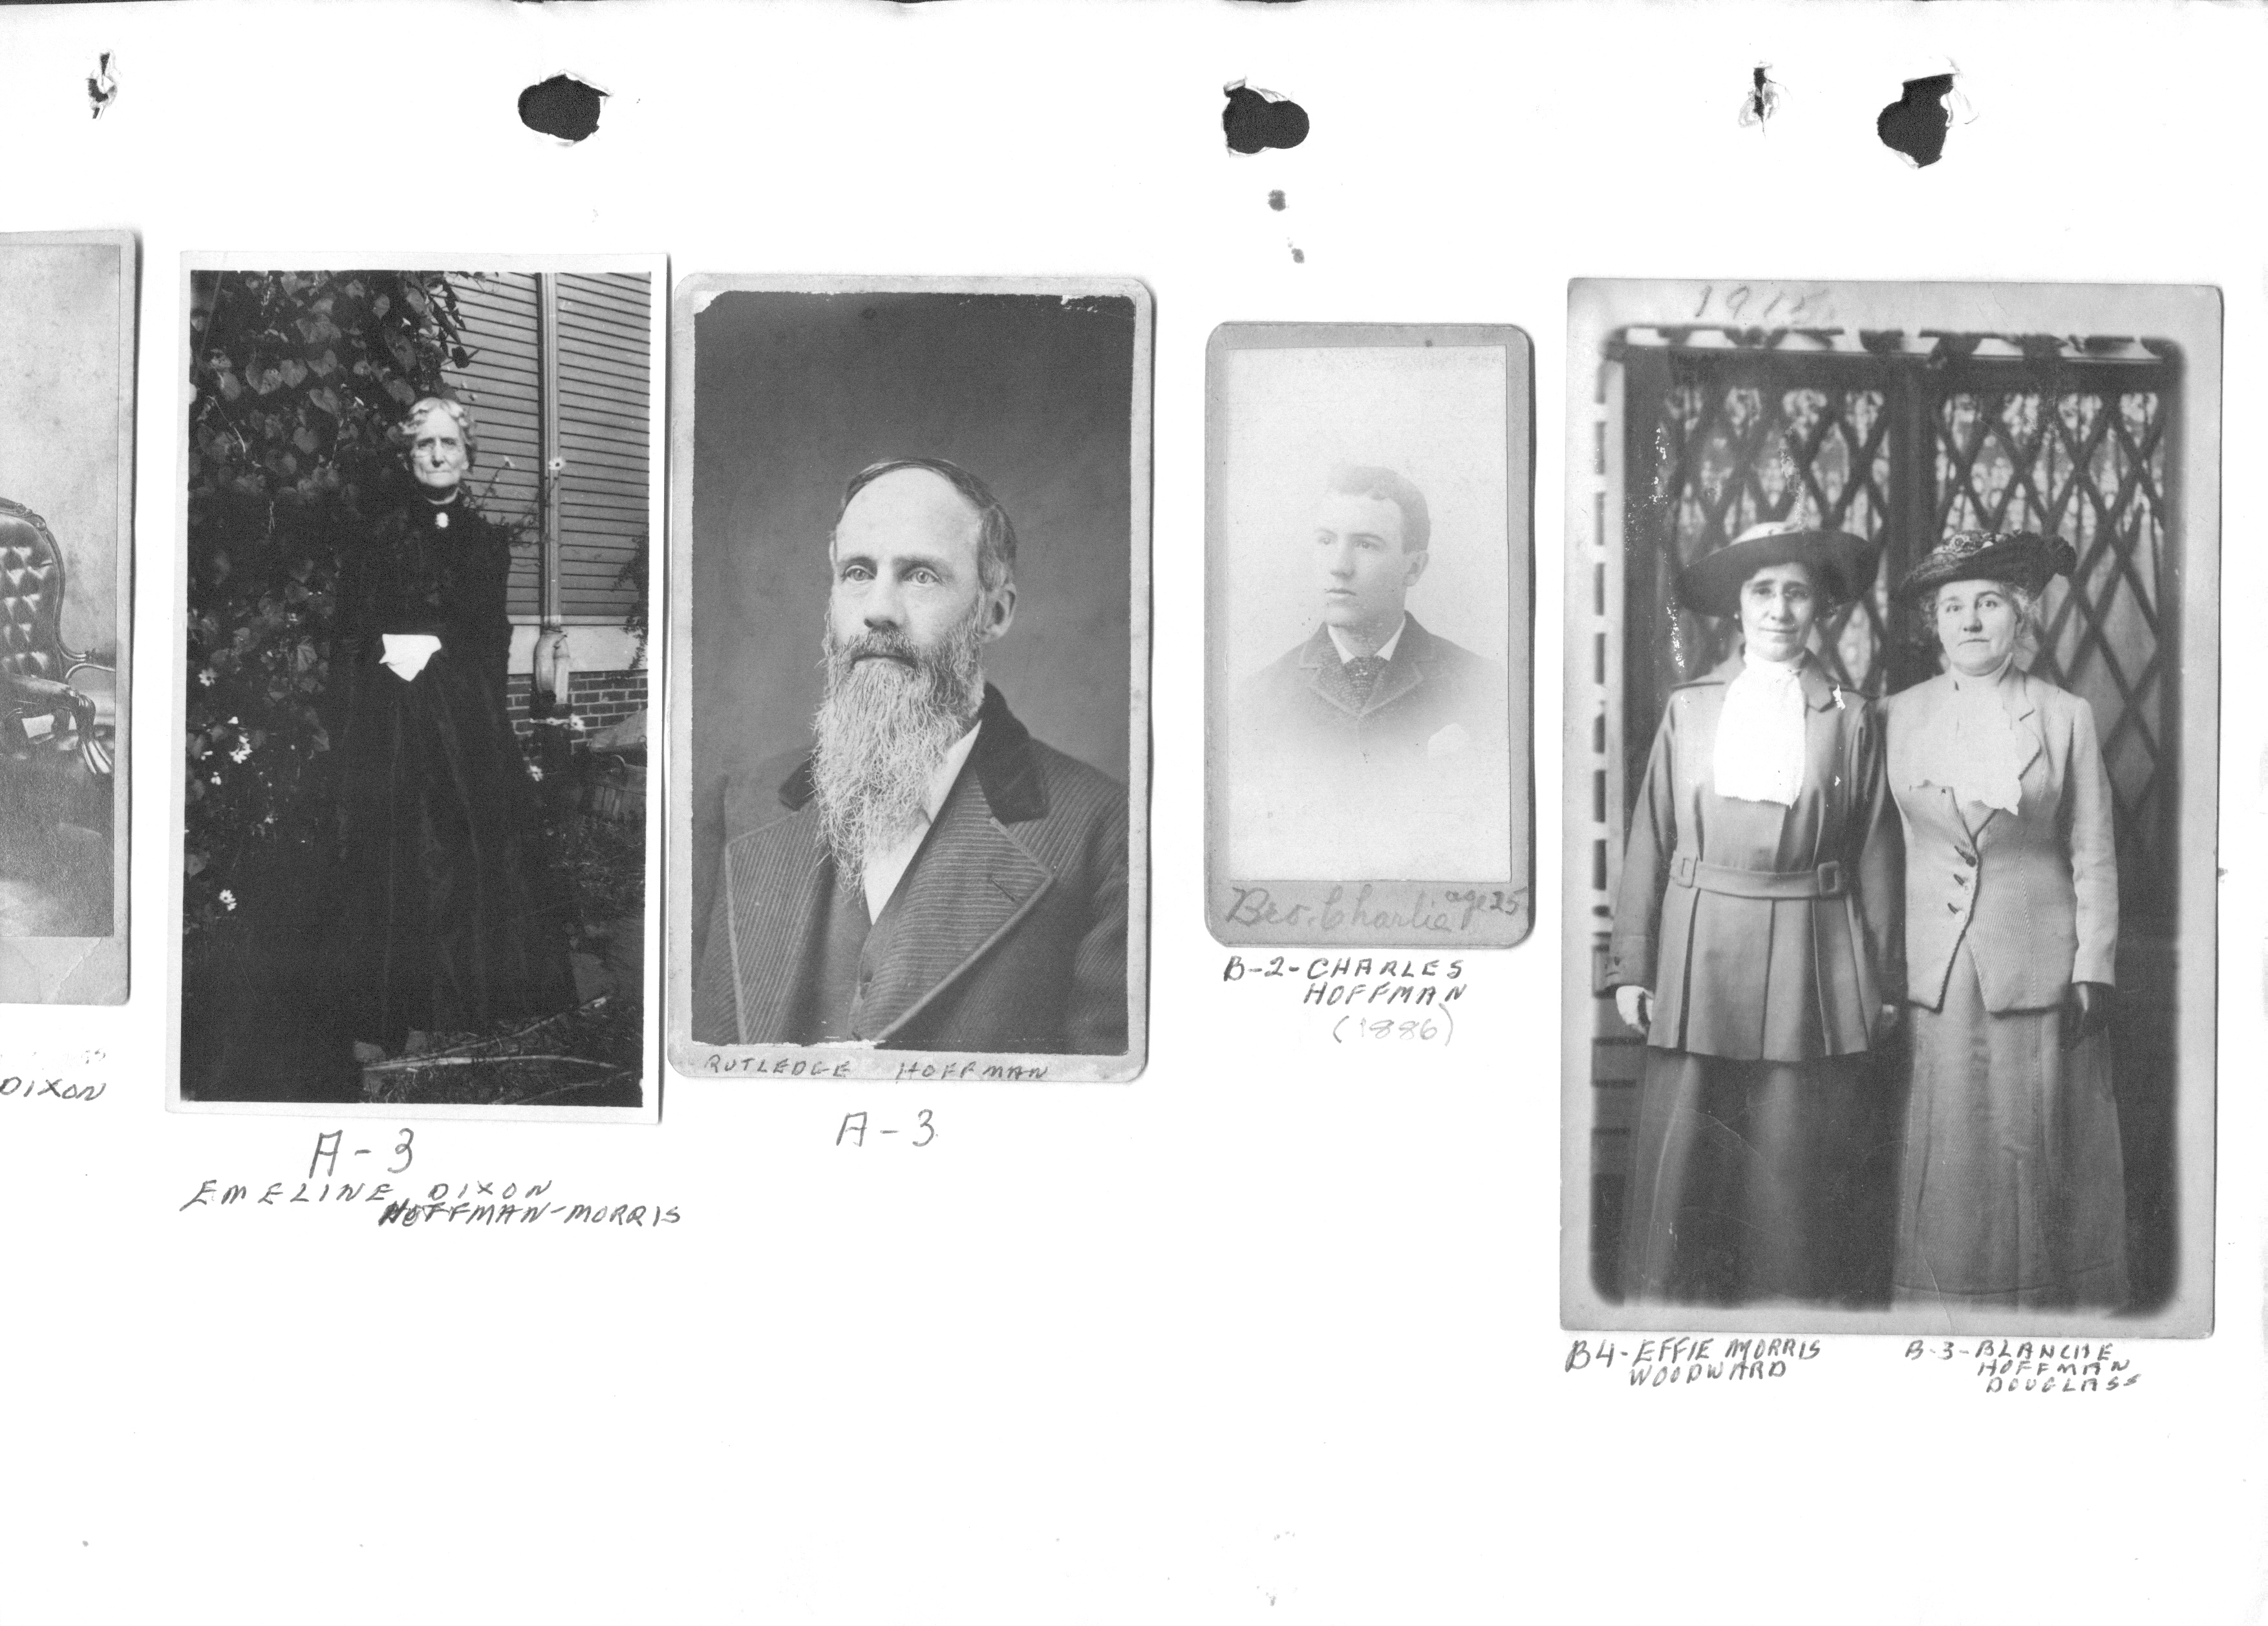 DIXON
A-3
EMELINE DIXON
HOFFMAN-MORRIS
RUTLEDGE HOFFMAN
A-3
Bro. Charlie age 25
B-2-CHARLES
HOFFMAN
(1886)
1915
B4-EFFIE MORRIS
WOODWARD
B-3-BLANCHE
HOFFMAN
DOUGLASS